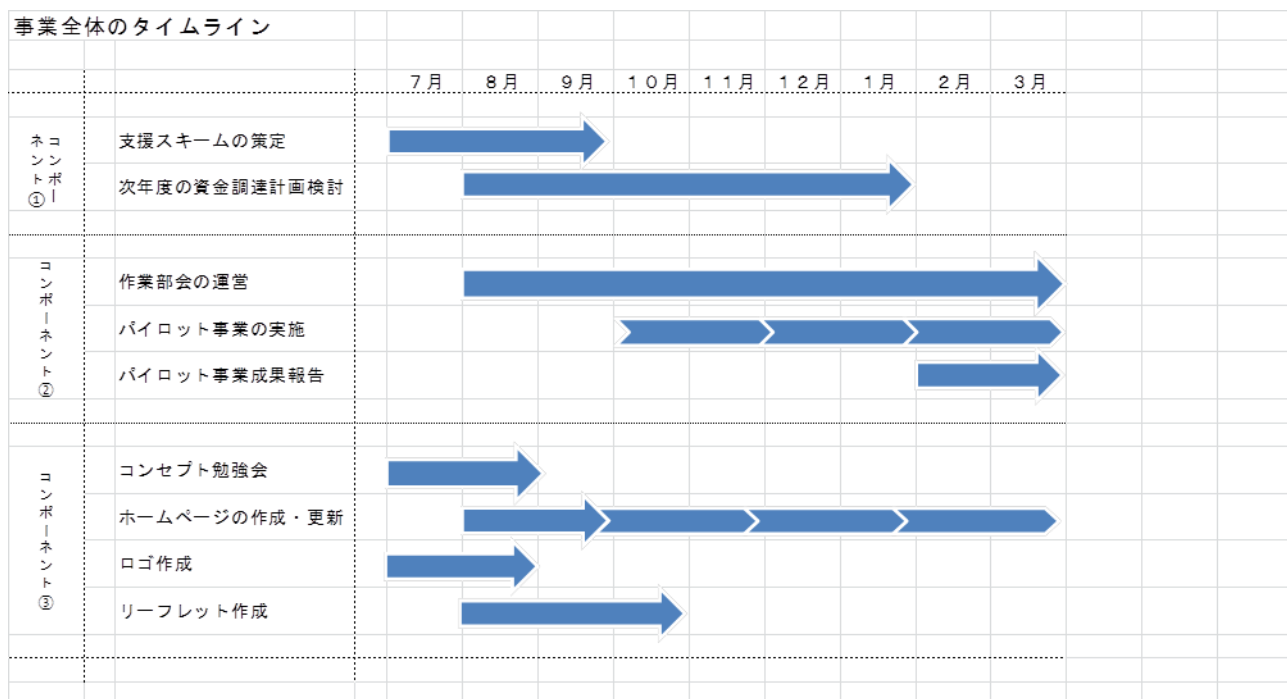 事業全体のタイムライン
７月 ８月 ９月 １０月 １１月 １２月 １月 ２月 ３月
コンポーネント①
支援スキームの策定
次年度の資金調達計画検討
コンポーネント②
作業部会の運営
パイロット事業の実施
パイロット事業成果報告
コンポーネント③
コンセプト勉強会
ホームページの作成・更新
ロゴ作成
リーフレット作成